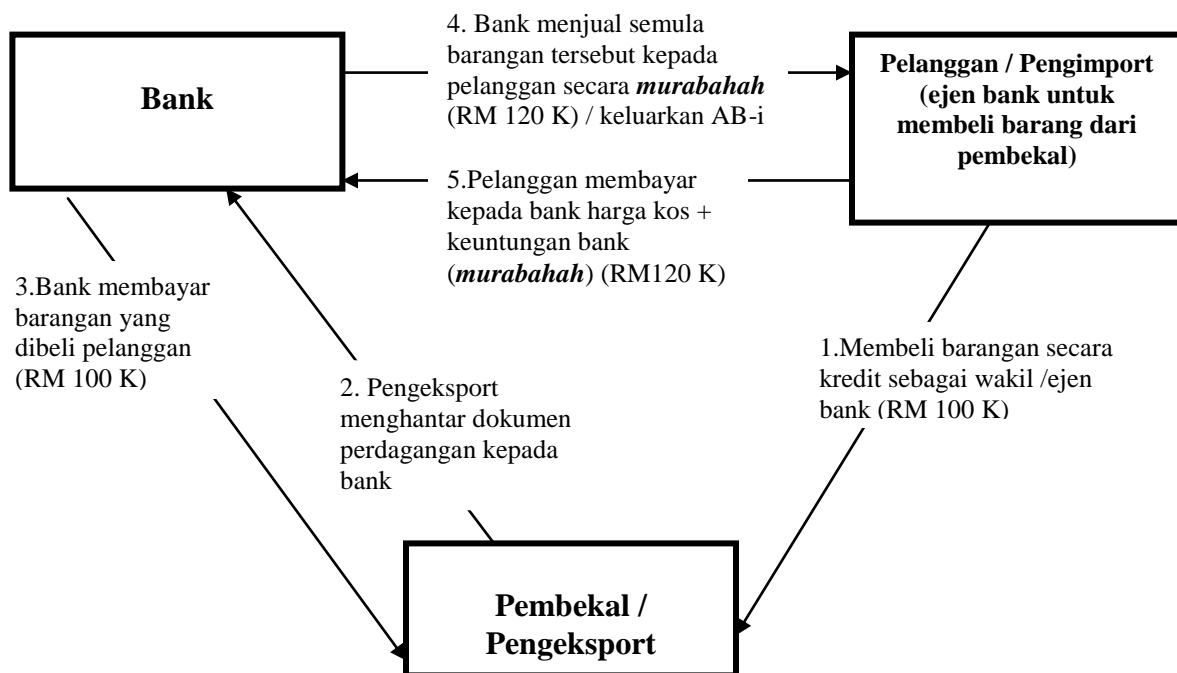 4. Bank menjual semula
barangan tersebut kepada
pelanggan secara murabahah
(RM 120 K) / keluarkan AB-i
Bank
Pelanggan / Pengimport
(ejen bank untuk
membeli barang dari
pembekal)
5.Pelanggan membayar
kepada bank harga kos +
keuntungan bank
(murabahah) (RM120 K)
3.Bank membayar
barangan yang
dibeli pelanggan
(RM 100 K)
2. Pengeksport
menghantar dokumen
perdagangan kepada
bank
1.Membeli barangan secara
kredit sebagai wakil /ejen
bank (RM 100 K)
Pembekal /
Pengeksport